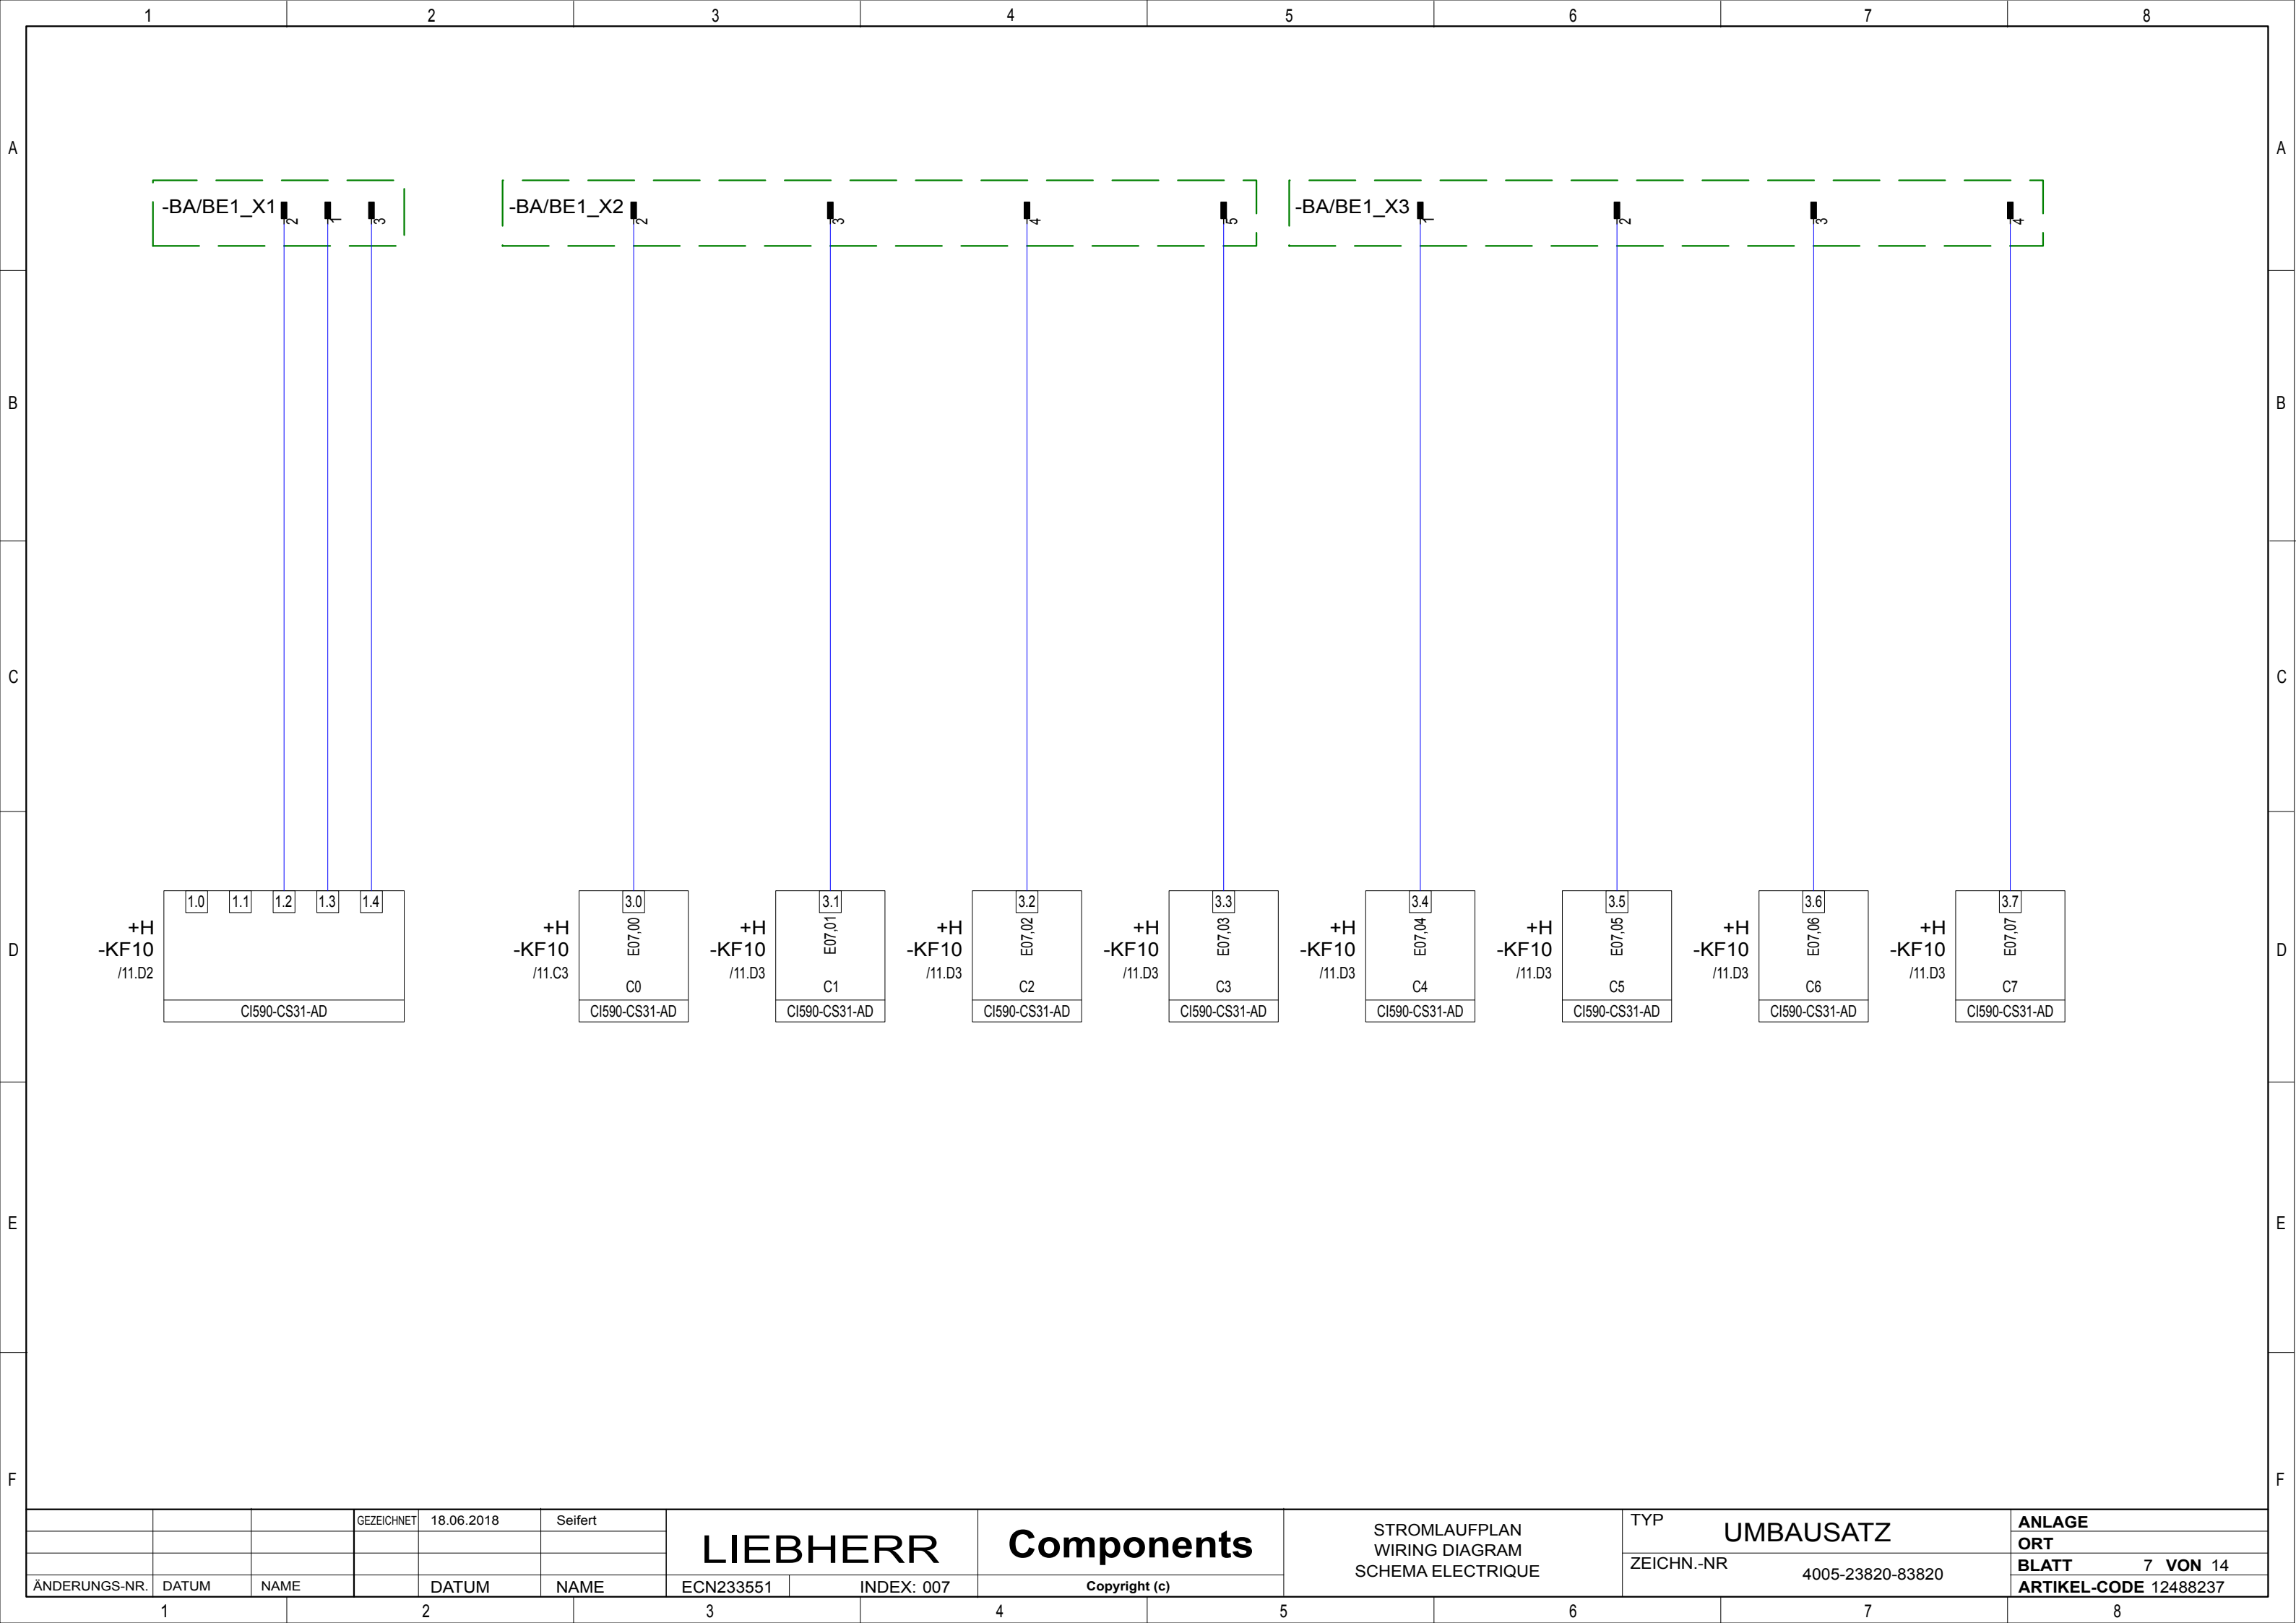 1 2 3 4 5 6 7 8
A A
-BA/BE1_X1 2 1 3 -BA/BE1_X2 2 3 4 5 -BA/BE1_X3 1 2 3 4
B B
C C
1.0 1.1 1.2 1.3 1.4 3.0 3.1 3.2 3.3 3.4 3.5 3.6 3.7
E07,00 E07,01 E07,02 E07,03 E07,04 E07,05 E07,06 E07,07
+H +H +H +H +H +H +H +H +H
D -KF10 -KF10 -KF10 -KF10 -KF10 -KF10 -KF10 -KF10 -KF10 D
/11.D2 /11.C3 /11.D3 /11.D3 /11.D3 /11.D3 /11.D3 /11.D3 /11.D3
C0 C1 C2 C3 C4 C5 C6 C7
CI590-CS31-AD CI590-CS31-AD CI590-CS31-AD CI590-CS31-AD CI590-CS31-AD CI590-CS31-AD CI590-CS31-AD CI590-CS31-AD CI590-CS31-AD
E E
F F
GEZEICHNET 18.06.2018 Seifert
ÄNDERUNGS-NR. DATUM NAME DATUM NAME
LIEBHERR
ECN233551 INDEX: 007
Components
Copyright (c)
STROMLAUFPLAN
WIRING DIAGRAM
SCHEMA ELECTRIQUE
TYP UMBAUSATZ
ZEICHN.-NR 4005-23820-83820
ANLAGE
ORT
BLATT 7 VON 14
ARTIKEL-CODE 12488237
1 2 3 4 5 6 7 8